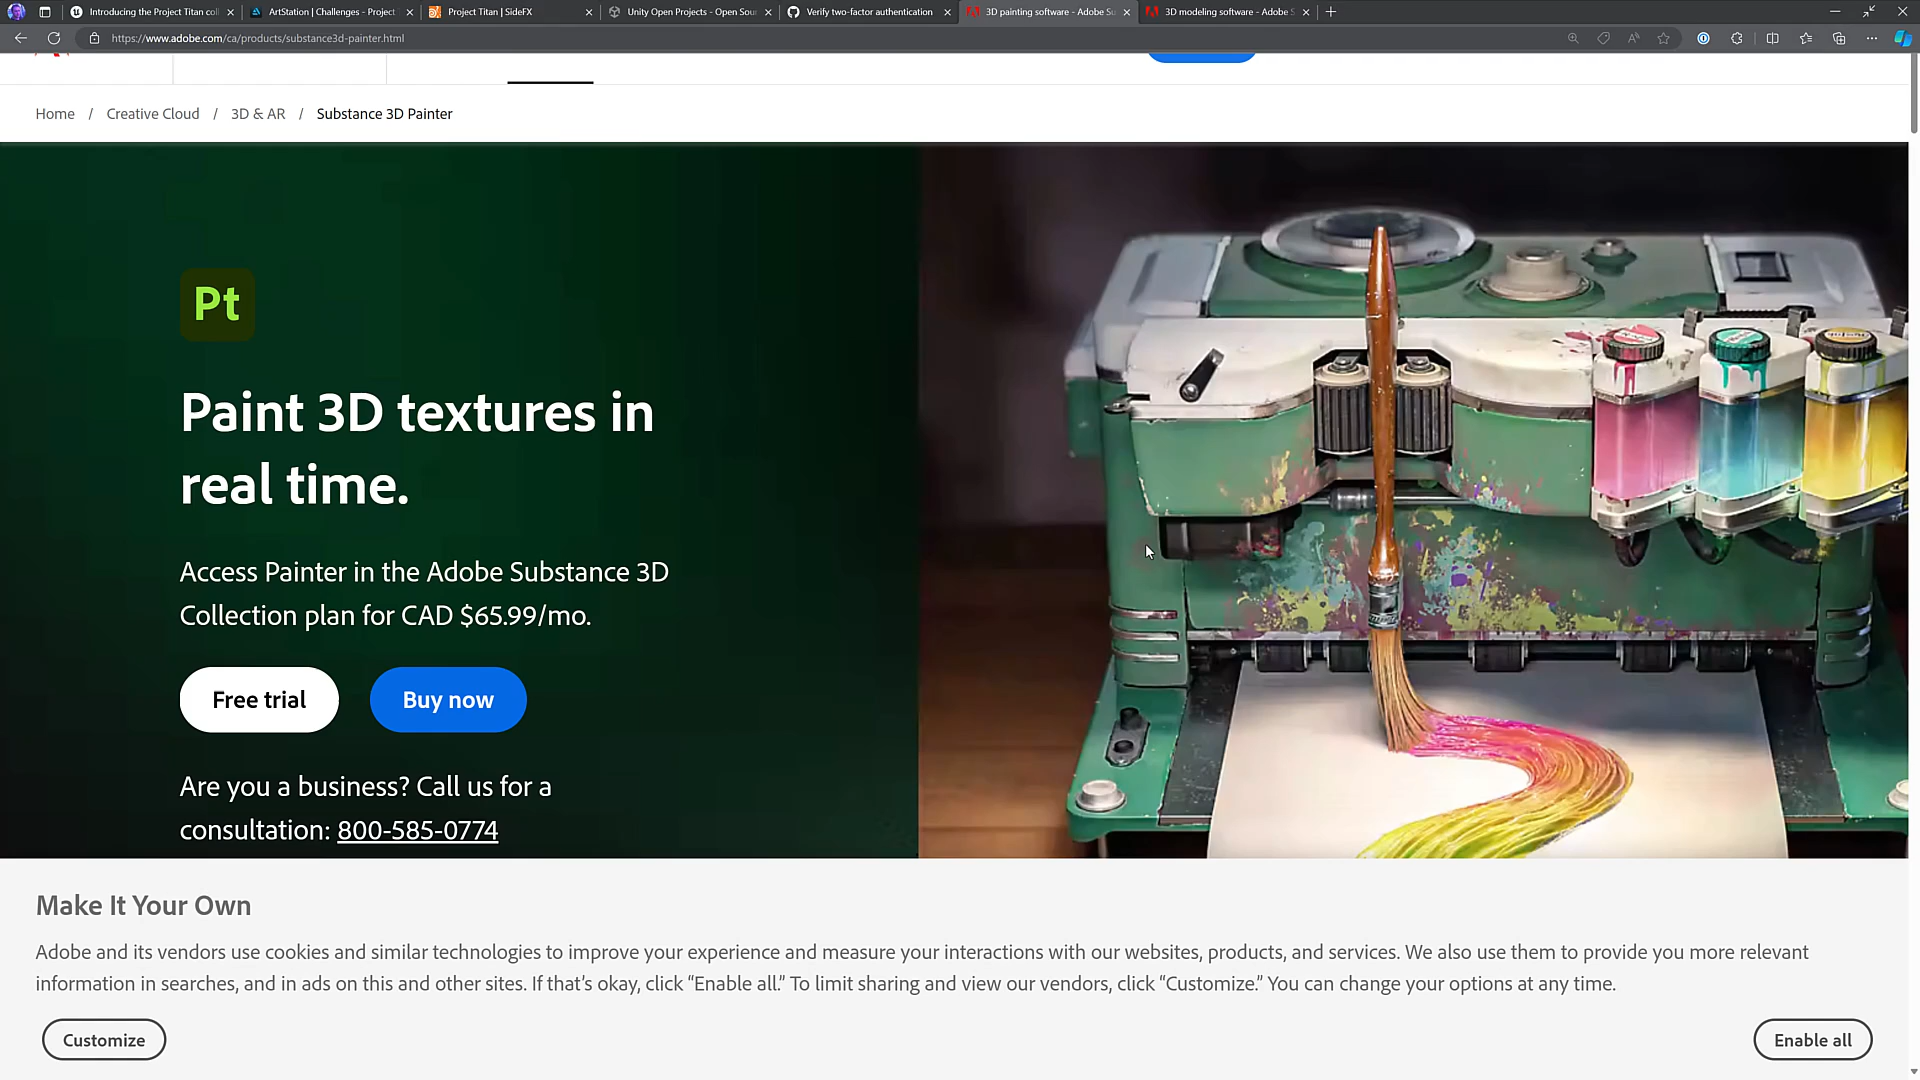 Introducing the Project Titan col
ArtStation | Challenges - Project
Project Titan | SideFX
Unity Open Projects - Open Sou
Verify two-factor authentication
3D painting software - Adobe Su
3D modeling software - Adobe S
https://www.adobe.com/ca/products/substance3d-painter.html
Home / Creative Cloud / 3D & AR / Substance 3D Painter
Pt
Paint 3D textures in
real time.
Access Painter in the Adobe Substance 3D
Collection plan for CAD $65.99/mo.
Free trial
Buy now
Are you a business? Call us for a
consultation: 800-585-0774
Make It Your Own
Adobe and its vendors use cookies and similar technologies to improve your experience and measure your interactions with our websites, products, and services. We also use them to provide you more relevant
information in searches, and in ads on this and other sites. If that’s okay, click “Enable all.” To limit sharing and view our vendors, click “Customize.” You can change your options at any time.
Customize
Enable all